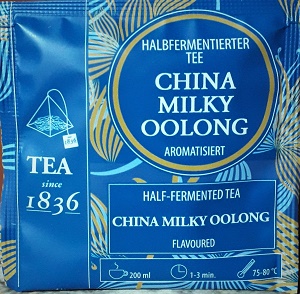 HALBFERMENTIERTER
TEE
CHINA
MILKY
OOLONG
AROMATISIERT
1836
TEA
since
1836
HALF-FERMENTED TEA
CHINA MILKY OOLONG
FLAVOURED
200 ml
1-3 min.
75-80 °C